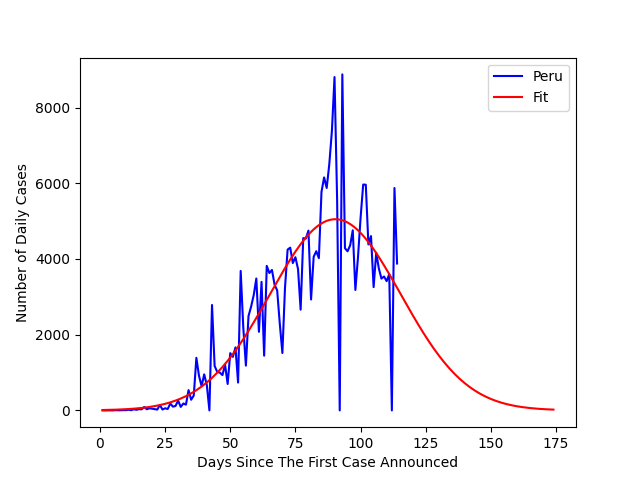 Peru
Fit
Number of Daily Cases
8000
6000
4000
2000
0
0 25 50 75 100 125 150 175
Days Since The First Case Announced